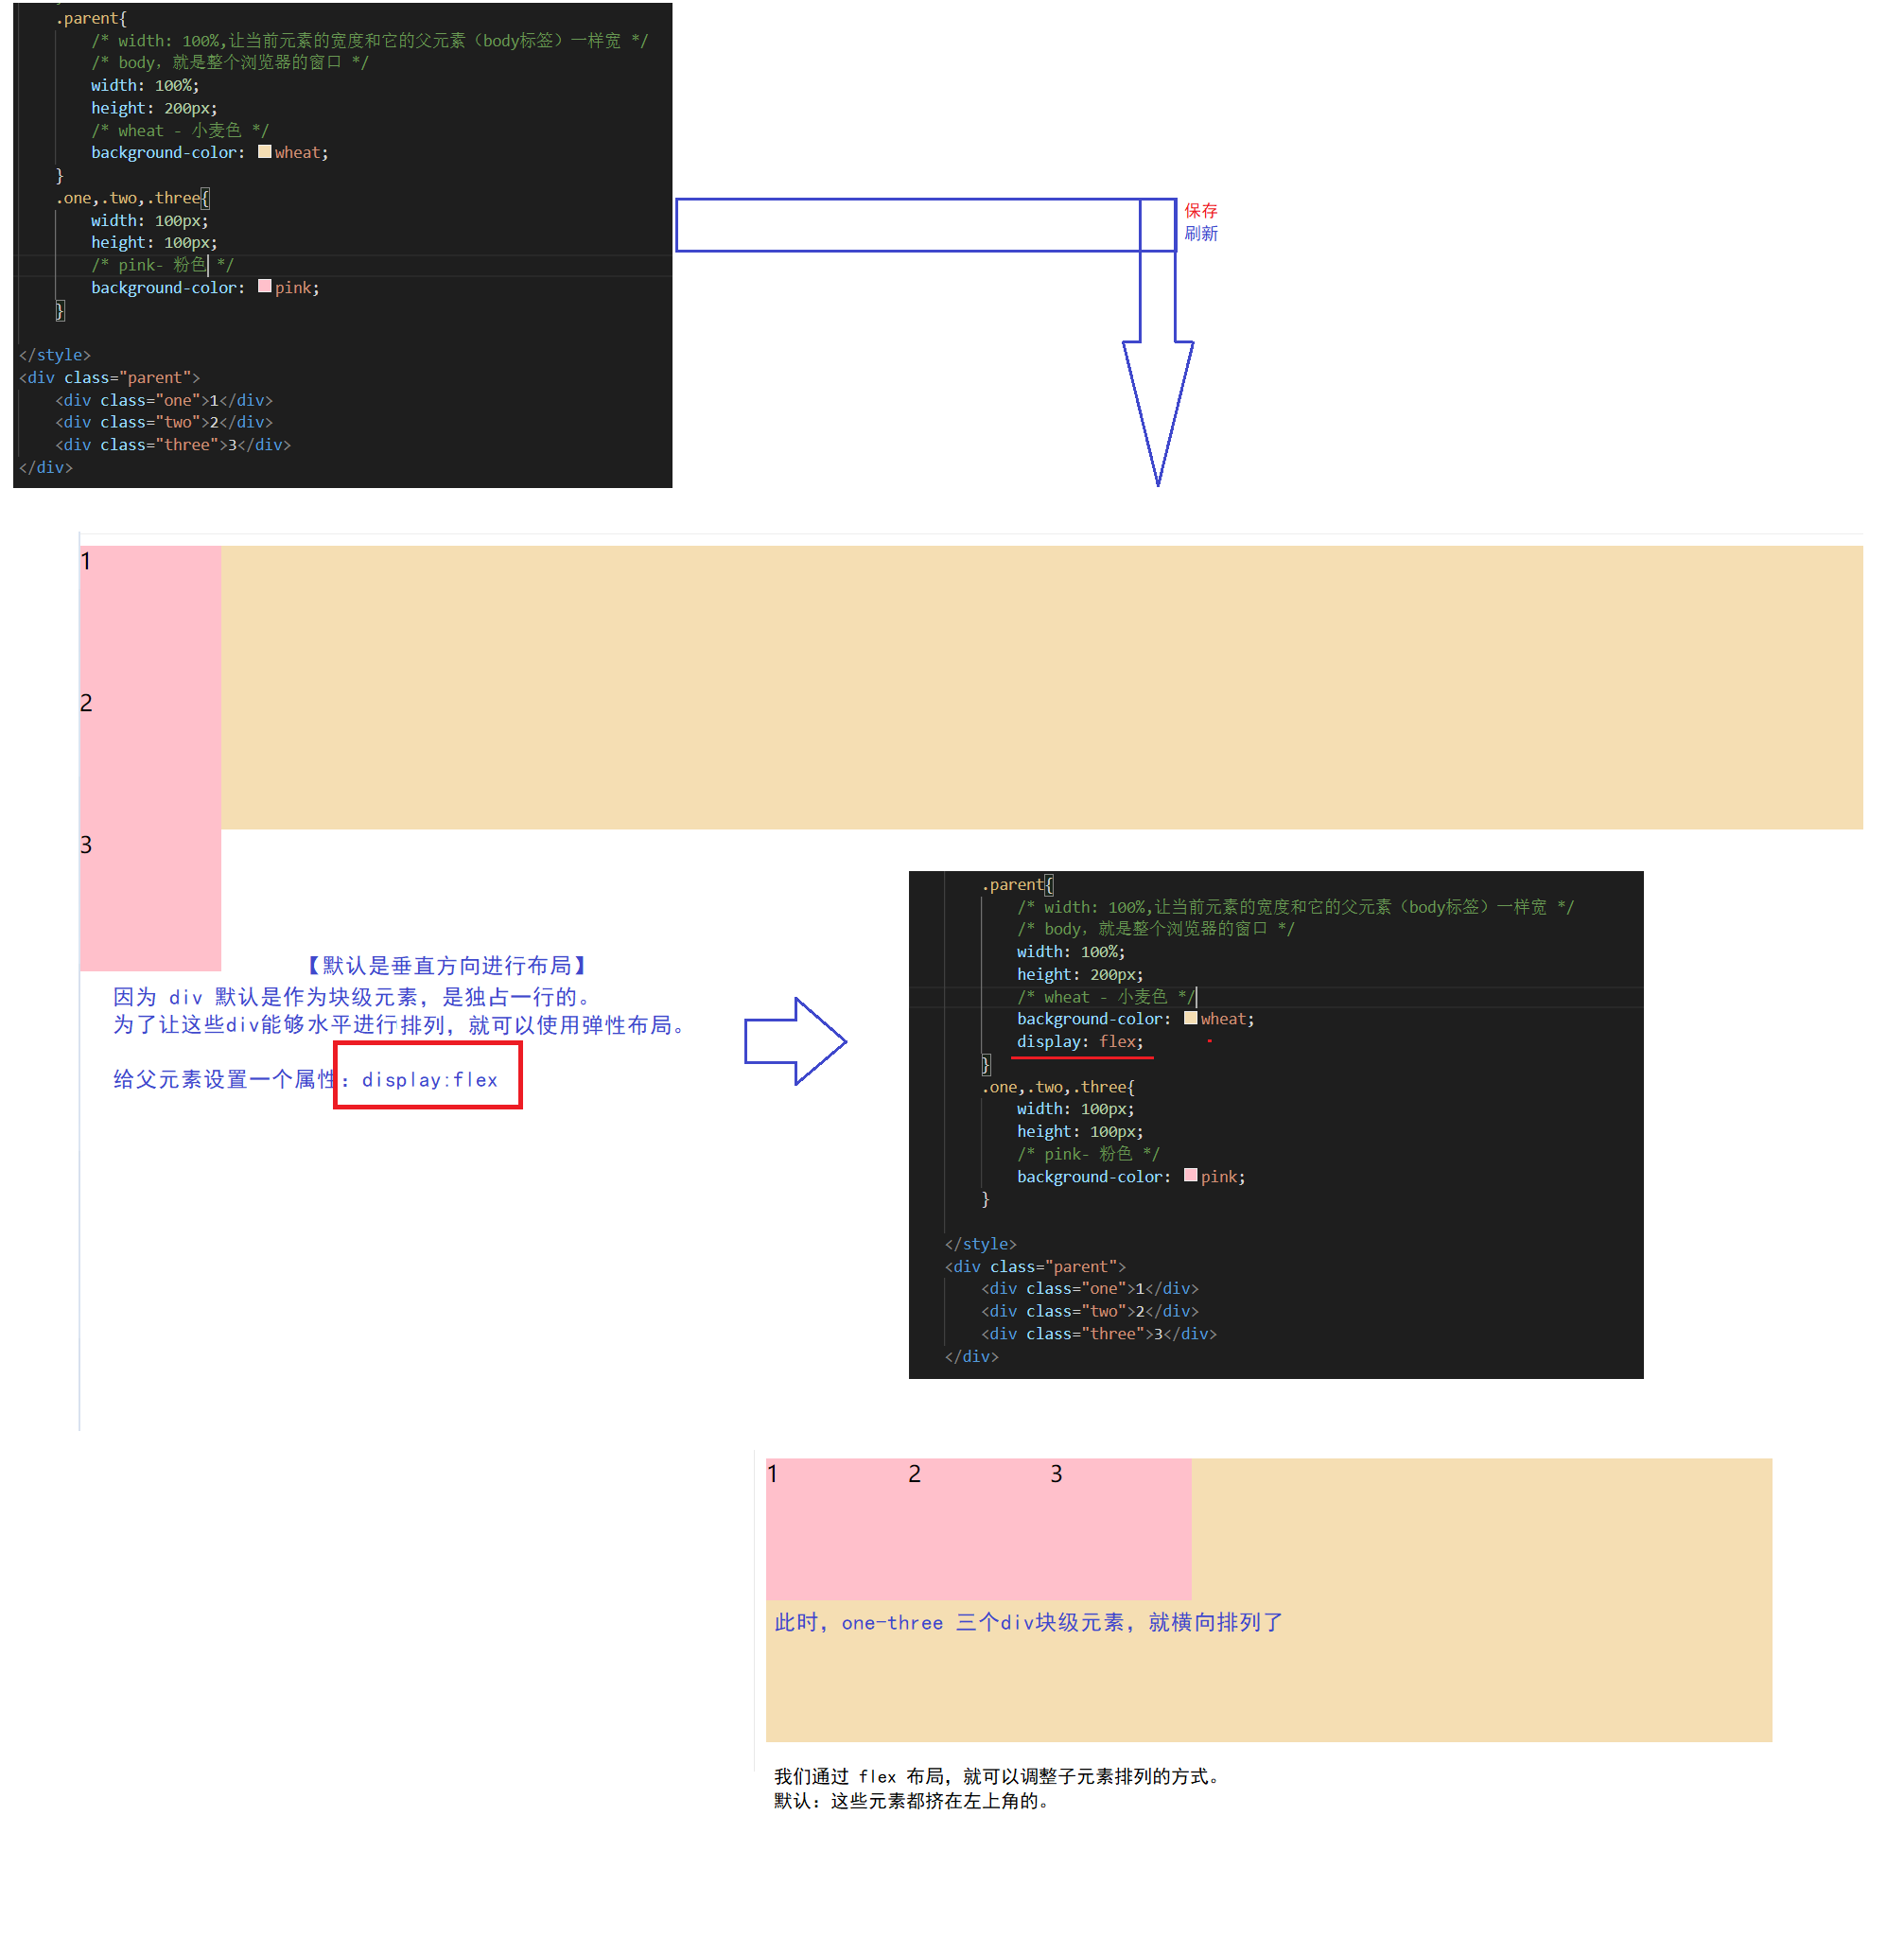 .parent{
/* width: 100%,让当前元素的宽度和它的父元素（body标签）一样宽 */
/* body，就是整个浏览器的窗口 */
width: 100%;
height: 200px;
/* wheat - 小麦色 */
background-color: wheat;
}
.one,.two,.three{
width: 100px;
height: 100px;
/* pink- 粉色 */
background-color: pink;
}
</style>
<div class="parent">
<div class="one">1</div>
<div class="two">2</div>
<div class="three">3</div>
</div>
保存
刷新
1
2
3
【默认是垂直方向进行布局】
因为 div 默认是作为块级元素，是独占一行的。
为了让这些div能够水平进行排列，就可以使用弹性布局。
给父元素设置一个属性：display:flex
.parent{
/* width: 100%,让当前元素的宽度和它的父元素（body标签）一样宽 */
/* body，就是整个浏览器的窗口 */
width: 100%;
height: 200px;
/* wheat - 小麦色 */
background-color: wheat;
display: flex;
}
.one,.two,.three{
width: 100px;
height: 100px;
/* pink- 粉色 */
background-color: pink;
}
</style>
<div class="parent">
<div class="one">1</div>
<div class="two">2</div>
<div class="three">3</div>
</div>
1 2 3
此时，one-three 三个div块级元素，就横向排列了
我们通过 flex 布局，就可以调整子元素排列的方式。
默认：这些元素都挤在左上角的。